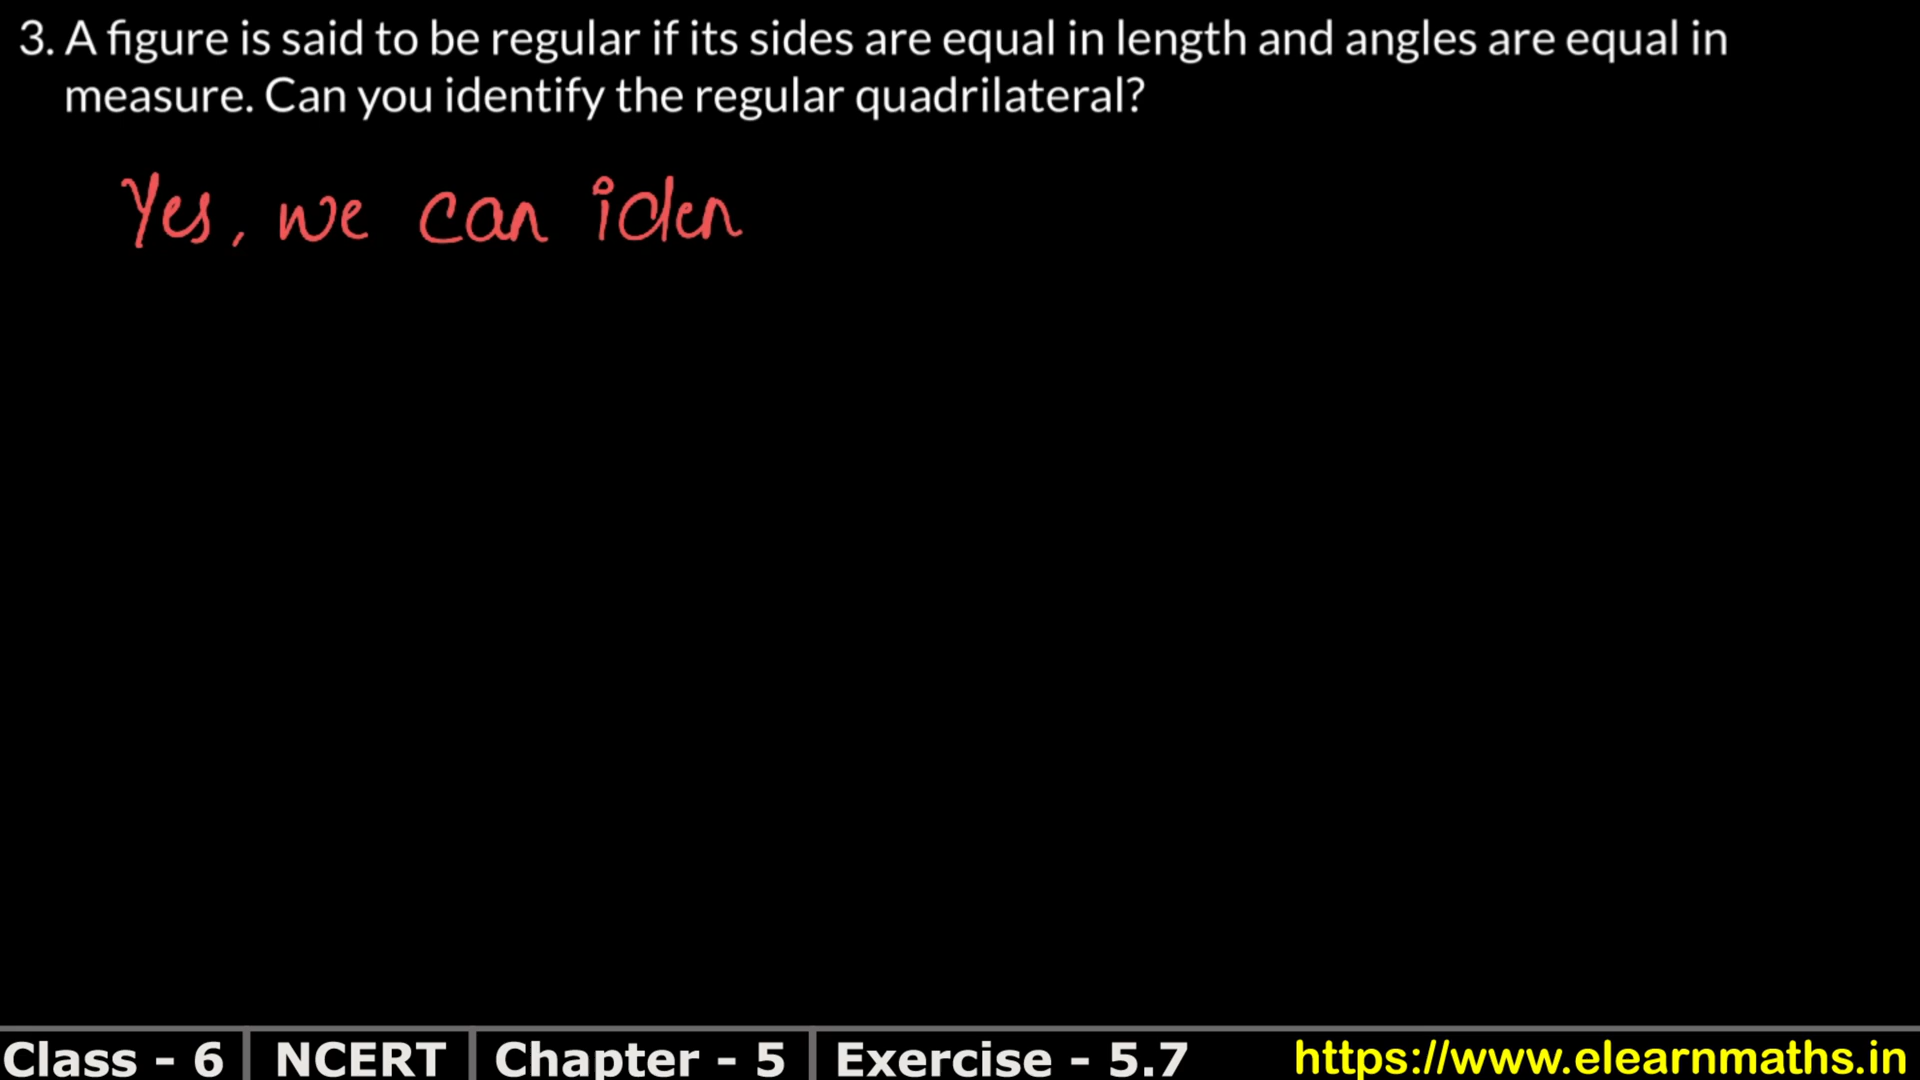 3. A figure is said to be regular if its sides are equal in length and angles are equal in
measure. Can you identify the regular quadrilateral?
Yes, we can iden
Class - 6 NCERT Chapter - 5 Exercise - 5.7 https://www.elearnmaths.in